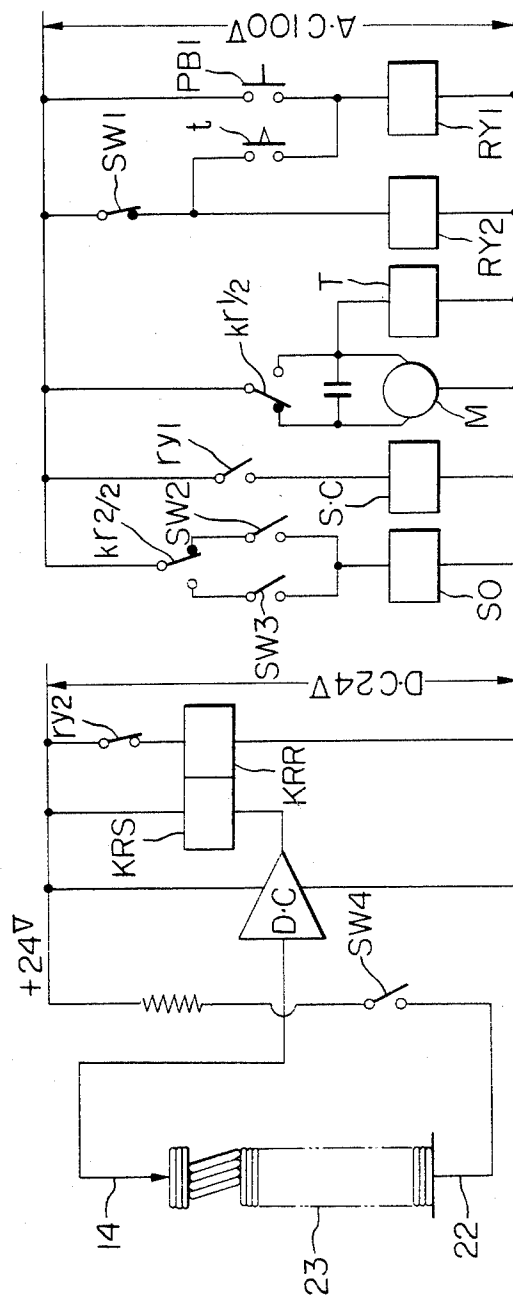 14
23
22
+24V
D·C
SW4
KRS
KRR
ry2
D·C24V
kr2/2
SW3
SW2
SO
ry1
S·C
kr1/2
M
T
SW1
RY2
t
PB1
RY1
A·C100V